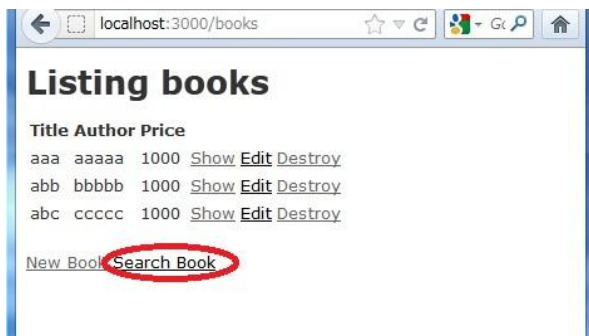 localhost:3000/books
Listing books
Title Author Price
aaa aaaaa 1000 Show Edit Destroy
abb bbbbb 1000 Show Edit Destroy
abc ccccc 1000 Show Edit Destroy
New Book Search Book